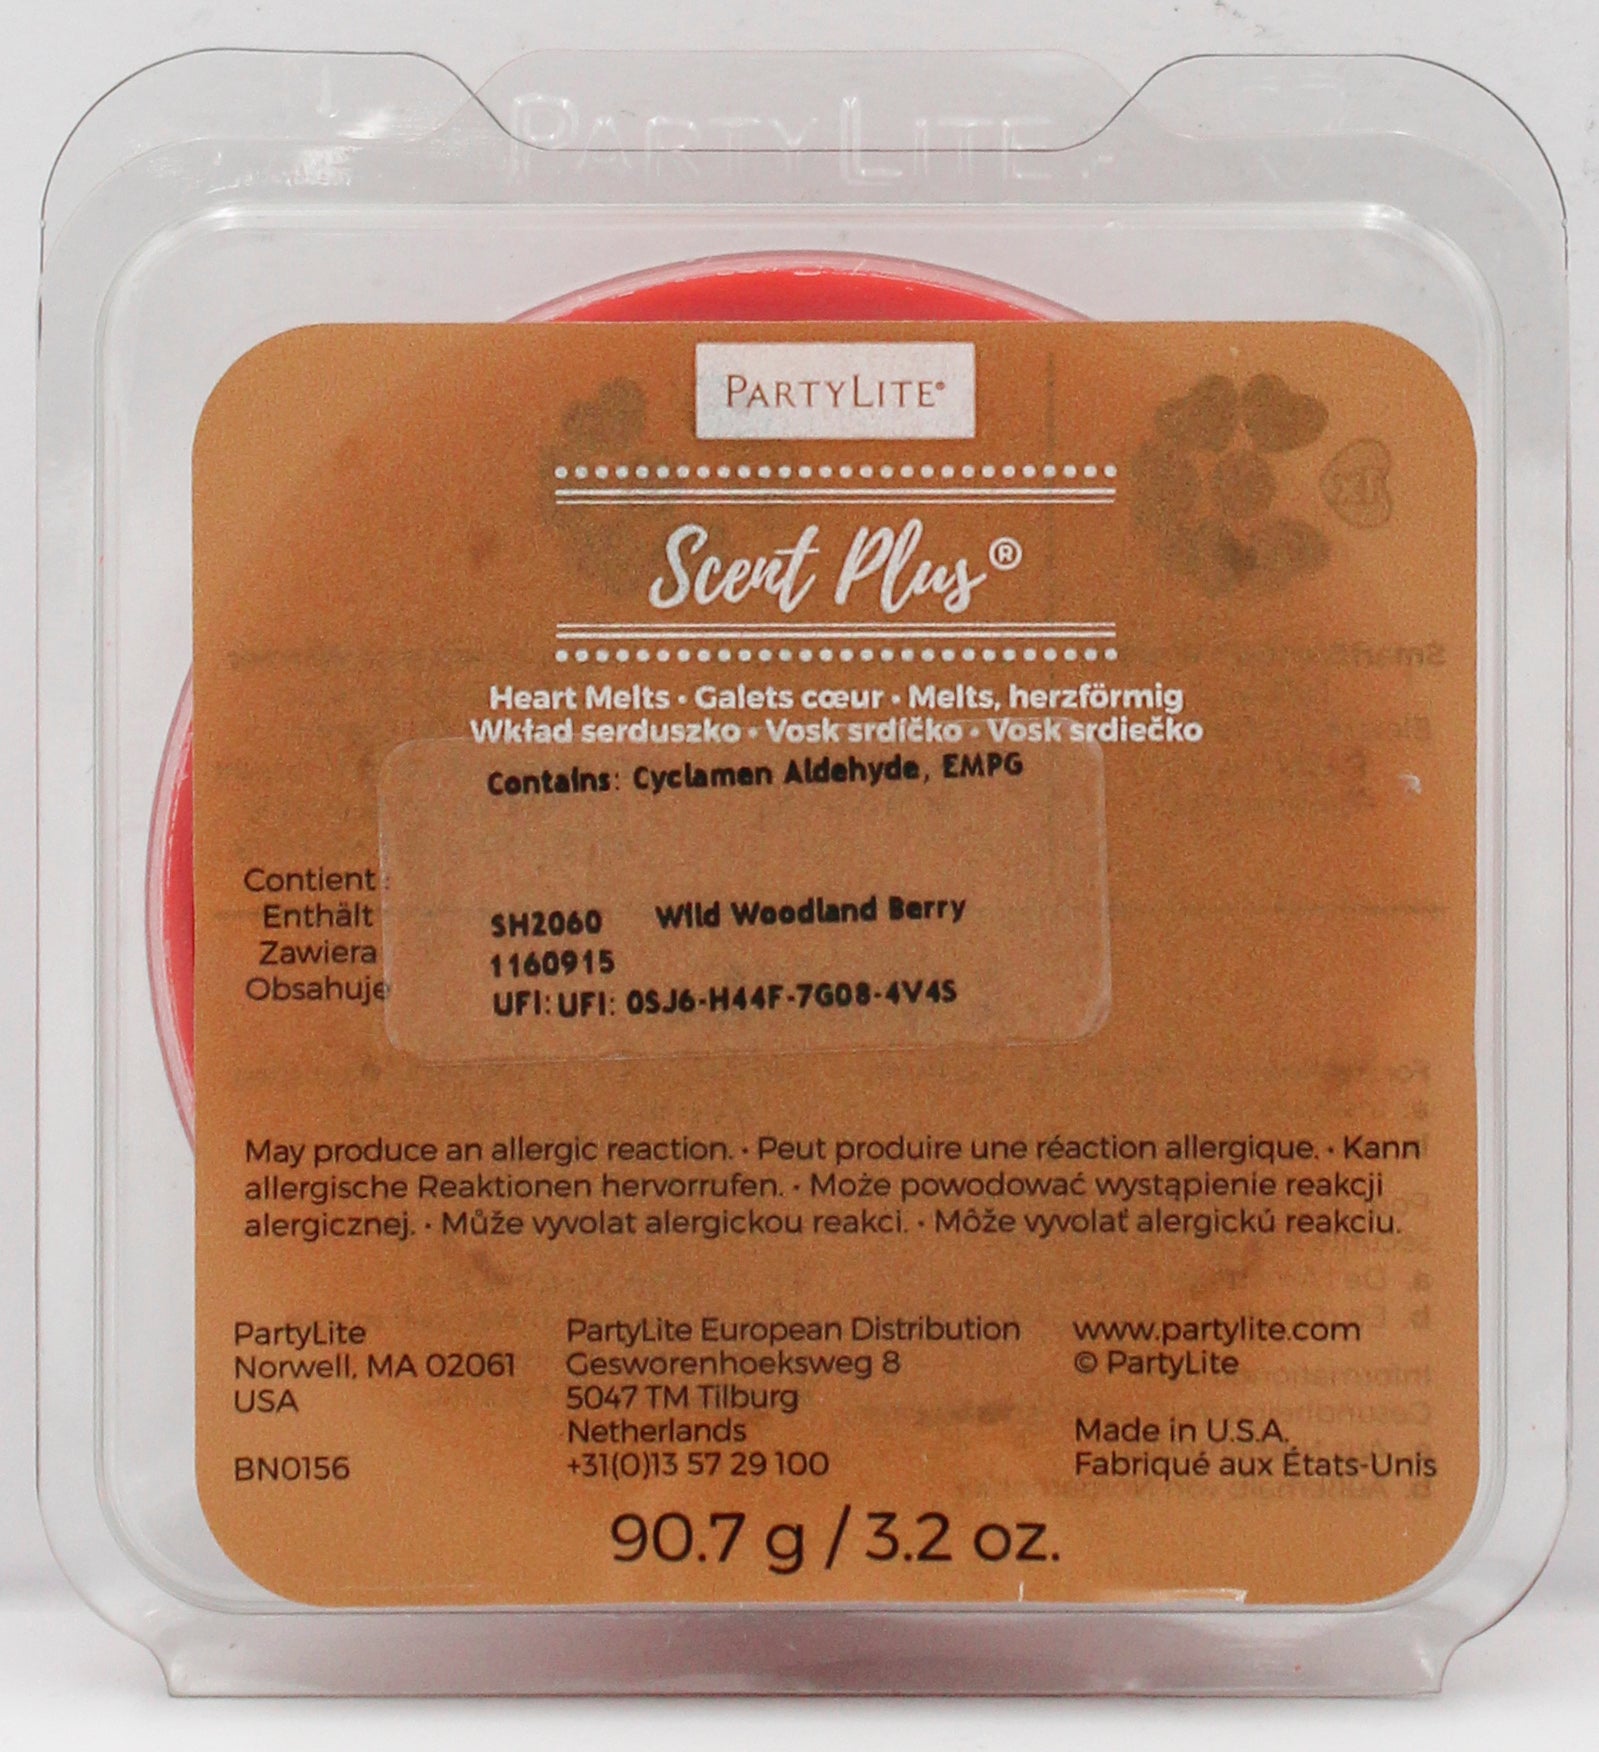 PARTYLITE.
PARTYLITE®
Scent Plus®
Heart Melts • Galets cœur • Melts, herzförmig
Wkład serduszko • Vosk srdíčko • Vosk srdiečko
Contains: Cyclamen Aldehyde, EMPG
Contient :
Enthält
Zawiera
Obsahuje
SH2060 Wild Woodland Berry
1160915
UFI: UFI: 0SJ6-H44F-7G08-4V4S
May produce an allergic reaction. • Peut produire une réaction allergique. • Kann
allergische Reaktionen hervorrufen. • Może powodować wystąpienie reakcji
alergicznej. • Může vyvolat alergickou reakci. • Môže vyvolať alergickú reakciu.
PartyLite
Norwell, MA 02061
USA
BN0156
PartyLite European Distribution
Gesworenhoeksweg 8
5047 TM Tilburg
Netherlands
+31(0)13 57 29 100
www.partylite.com
© PartyLite
Made in U.S.A.
Fabriqué aux États-Unis
90.7 g / 3.2 oz.